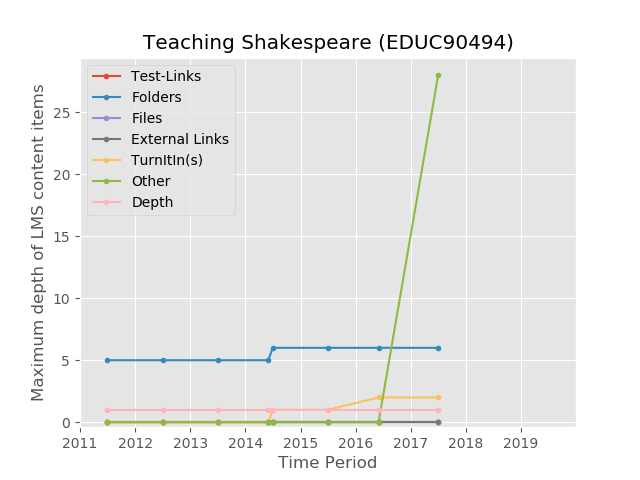 Teaching Shakespeare (EDUC90494)
Test-Links
Folders
Files
External Links
TurnItIn(s)
Other
Depth
Maximum depth of LMS content items
25
20
15
10
5
0
2011 2012 2013 2014 2015 2016 2017 2018 2019
Time Period